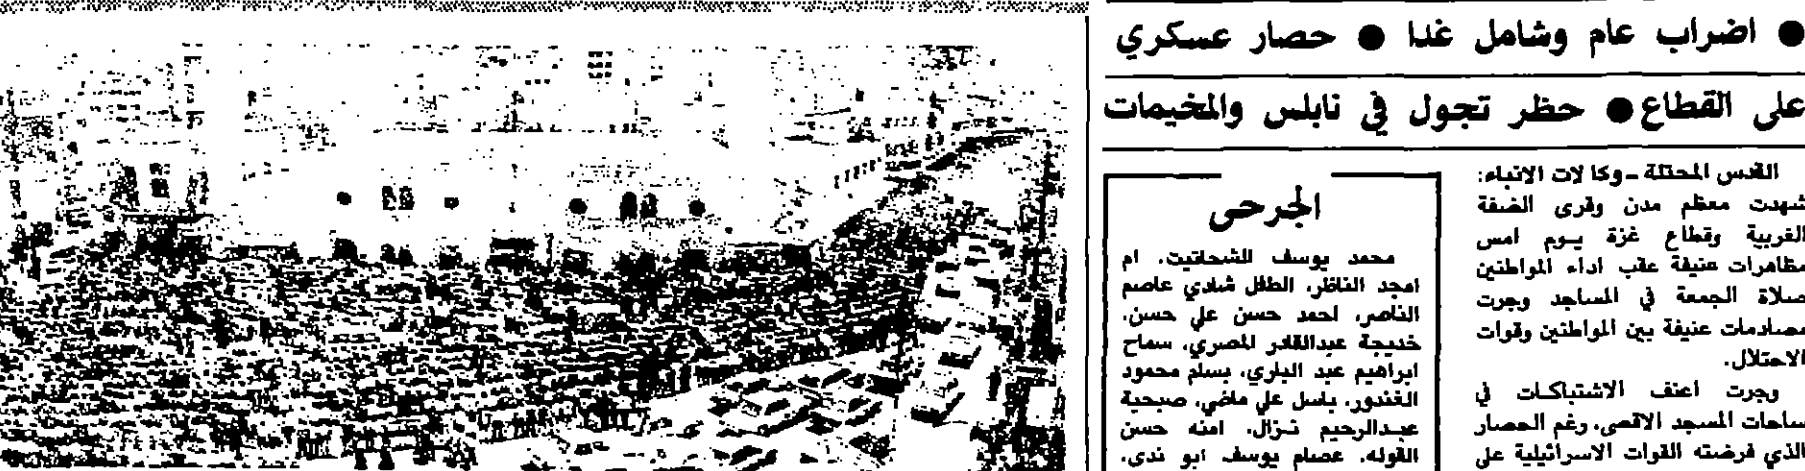 ● اضراب عام وشامل غدا ● حصار عسكري
على القطاع ● حظر تجول في نابلس والمخيمات
القدس المحتلة - وكالات الانباء:
شهدت معظم مدن وقرى الضفة
الغربية وقطاع غزة يوم امس
مظاهرات عنيفة عقب اداء المواطنين
صلاة الجمعة في المساجد وجرت
مصادمات عنيفة بين المواطنين وقوات
الاحتلال.
وجرت اعنف الاشتباكات في
ساحات المسجد الاقصى، ورغم الحصار
الذي فرضته القوات الاسرائيلية على
الجرحى
محمد يوسف الشحاتيت، ام
امجد الناظر، الطفل شادي عاصم
الناصر، احمد حسن علي حسن،
خديجة عبدالقادر المصري، سماح
ابراهيم عبد الباري، بسام محمود
الغندور، باسل علي ماضي، صبحية
عبدالرحيم نزال، امنه حسن
القوله، عصام يوسف ابو ندى،